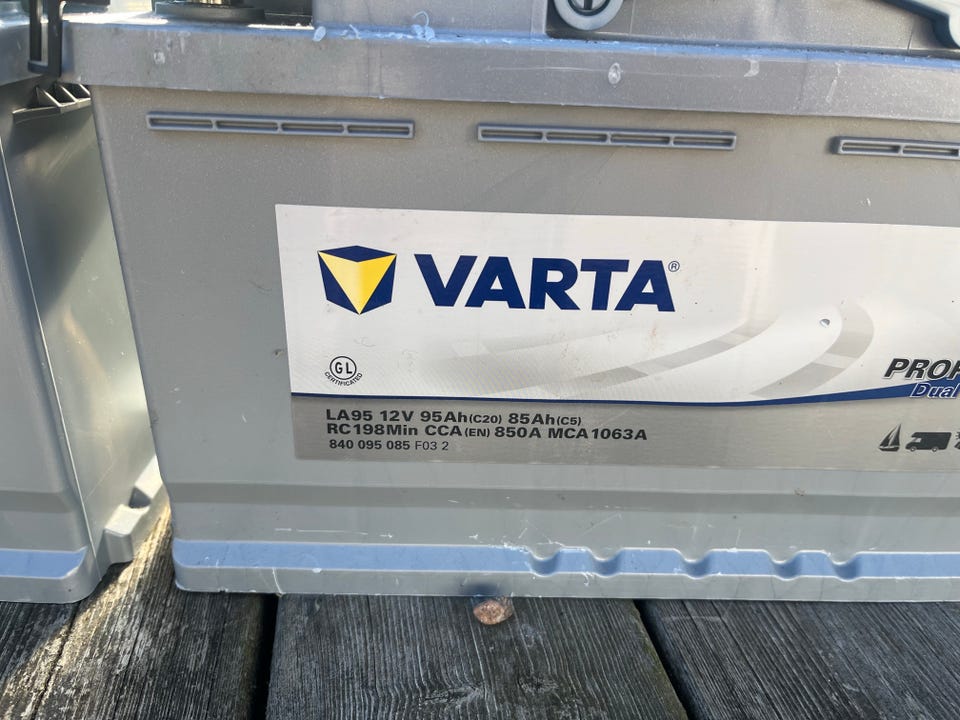 VARTA®
GL
CERTIFICATED
PROF
Dual
LA95 12V 95Ah(C20) 85Ah(C5)
RC198Min CCA(EN) 850A MCA1063A
840 095 085 F03 2